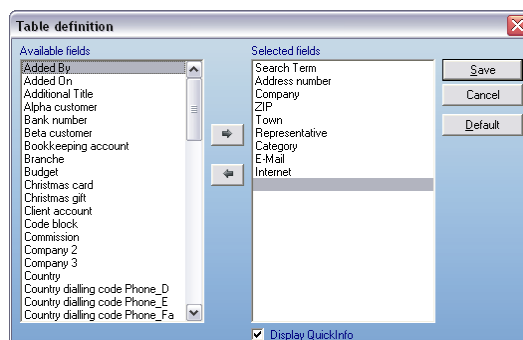 Table definition
Available fields
Added By
Added On
Additional Title
Alpha customer
Bank number
Beta customer
Bookkeeping account
Branche
Budget
Christmas card
Christmas gift
Client account
Code block
Commission
Company 2
Company 3
Country
Country dialling code Phone_D
Country dialling code Phone_E
Country dialling code Phone_Fa
Selected fields
Search Term
Address number
Company
ZIP
Town
Representative
Category
E-Mail
Internet
Display QuickInfo
Save
Cancel
Default